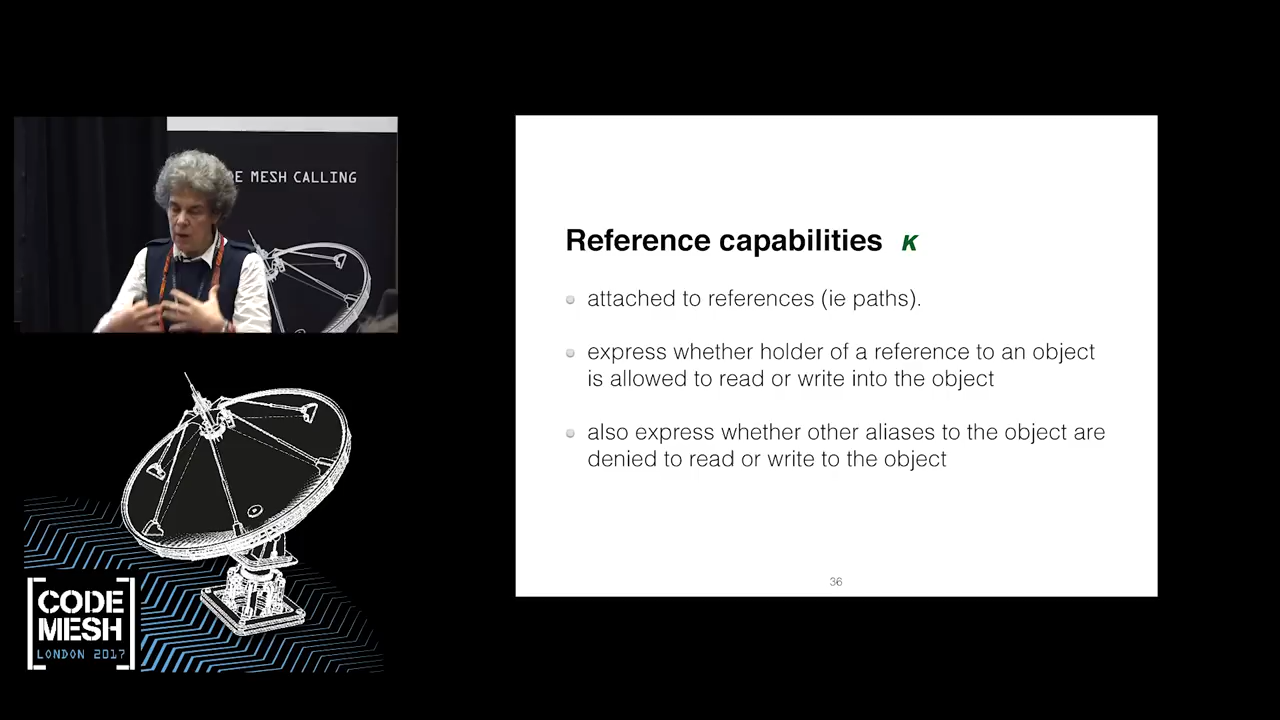 DE MESH CALLING
Reference capabilities κ
attached to references (ie paths).
express whether holder of a reference to an object
is allowed to read or write into the object
also express whether other aliases to the object are
denied to read or write to the object
36
CODE
MESH
LONDON 2017